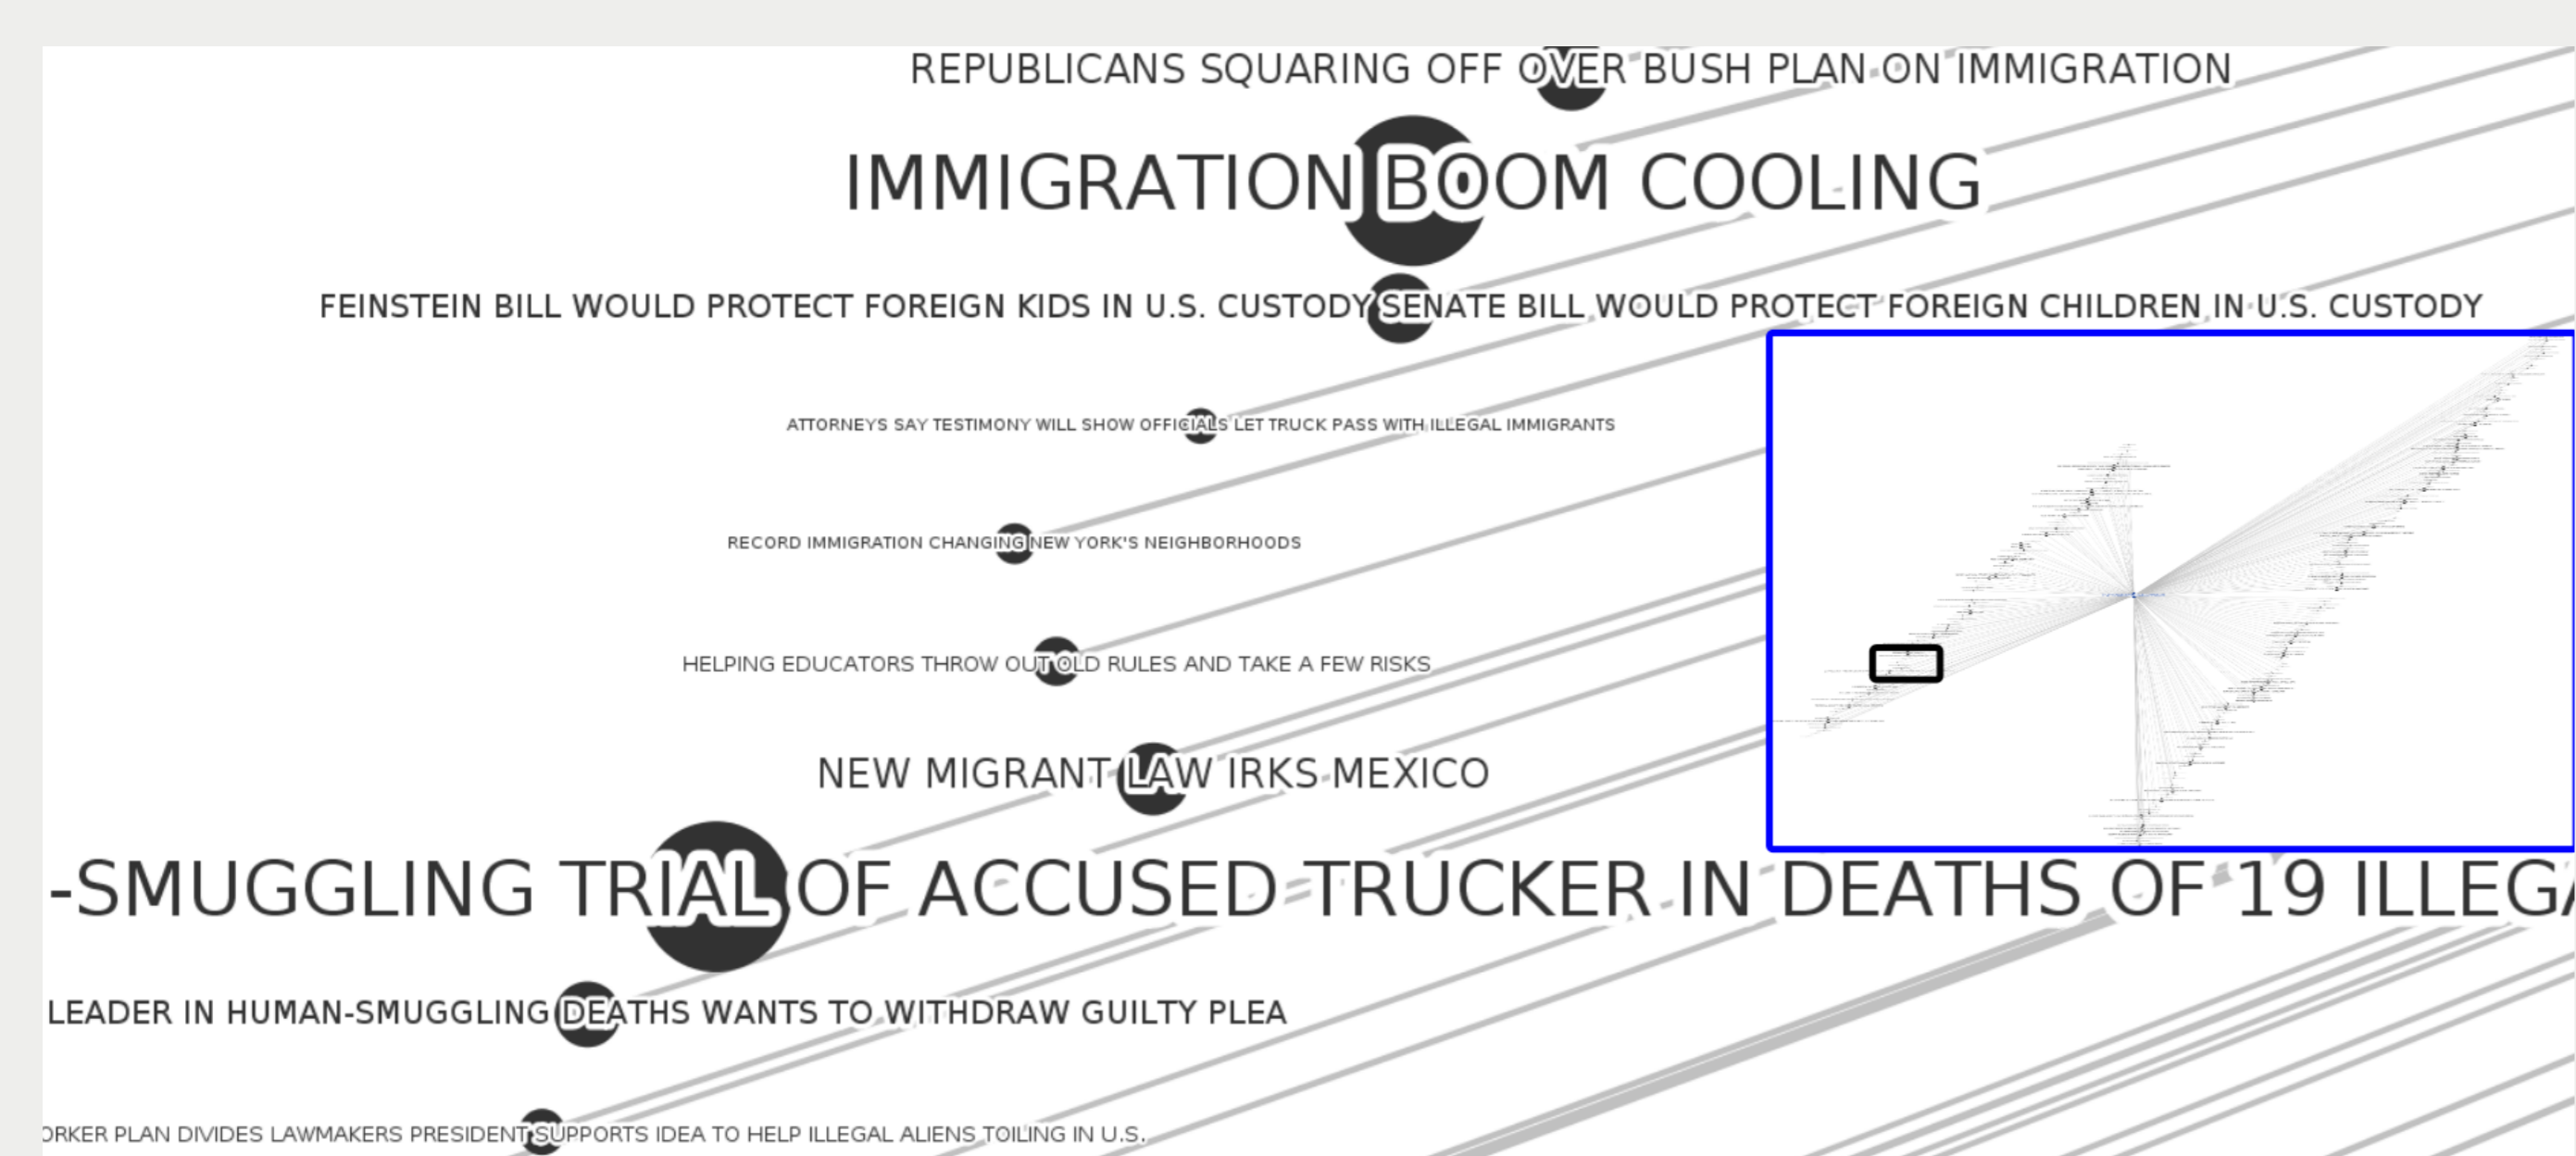 REPUBLICANS SQUARING OFF OVER BUSH PLAN ON IMMIGRATION
IMMIGRATION BOOM COOLING
FEINSTEIN BILL WOULD PROTECT FOREIGN KIDS IN U.S. CUSTODY SENATE BILL WOULD PROTECT FOREIGN CHILDREN IN U.S. CUSTODY
ATTORNEYS SAY TESTIMONY WILL SHOW OFFICIALS LET TRUCK PASS WITH ILLEGAL IMMIGRANTS
RECORD IMMIGRATION CHANGING NEW YORK'S NEIGHBORHOODS
HELPING EDUCATORS THROW OUT OLD RULES AND TAKE A FEW RISKS
NEW MIGRANT LAW IRKS MEXICO
-SMUGGLING TRIAL OF ACCUSED TRUCKER IN DEATHS OF 19
LEADER IN HUMAN-SMUGGLING DEATHS WANTS TO WITHDRAW GUILTY PLEA
PLAN DIVIDES LAWMAKERS PRESIDENT SUPPORTS IDEA TO HELP ILLEGAL ALIENS TOILING IN U.S.